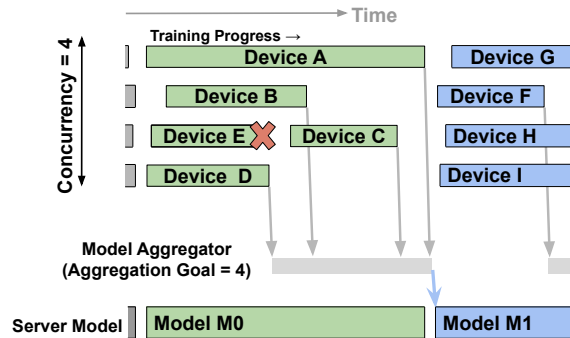 Time
Training Progress →
Concurrency = 4
Device A
Device G
Device B
Device F
Device E
Device C
Device H
Device D
Device I
Model Aggregator
(Aggregation Goal = 4)
Server Model
Model M0
Model M1